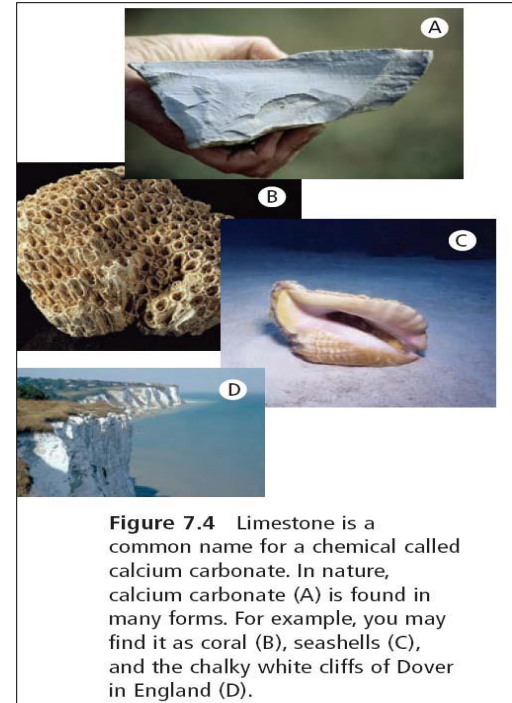 A
B
C
D
Figure 7.4 Limestone is a
common name for a chemical called
calcium carbonate. In nature,
calcium carbonate (A) is found in
many forms. For example, you may
find it as coral (B), seashells (C),
and the chalky white cliffs of Dover
in England (D).